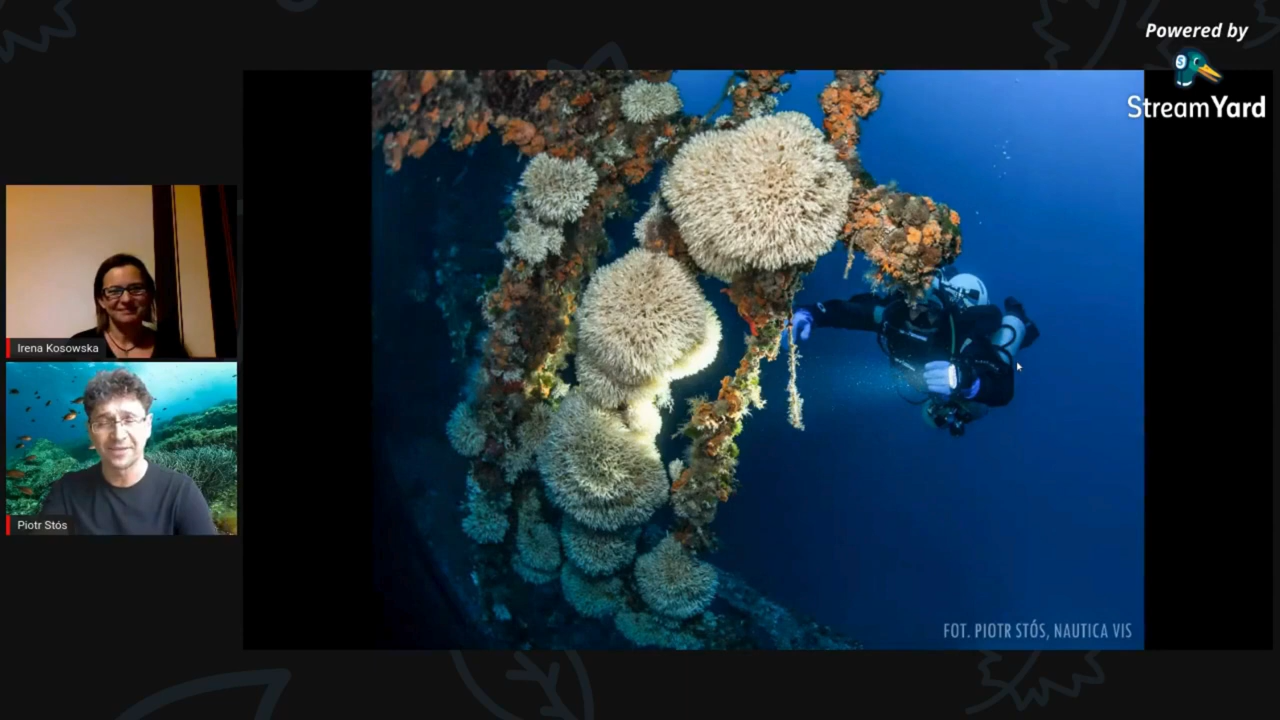 Powered by
StreamYard
Irena Kosowska
Piotr Stós
FOT. PIOTR STÓS, NAUTICA VIS